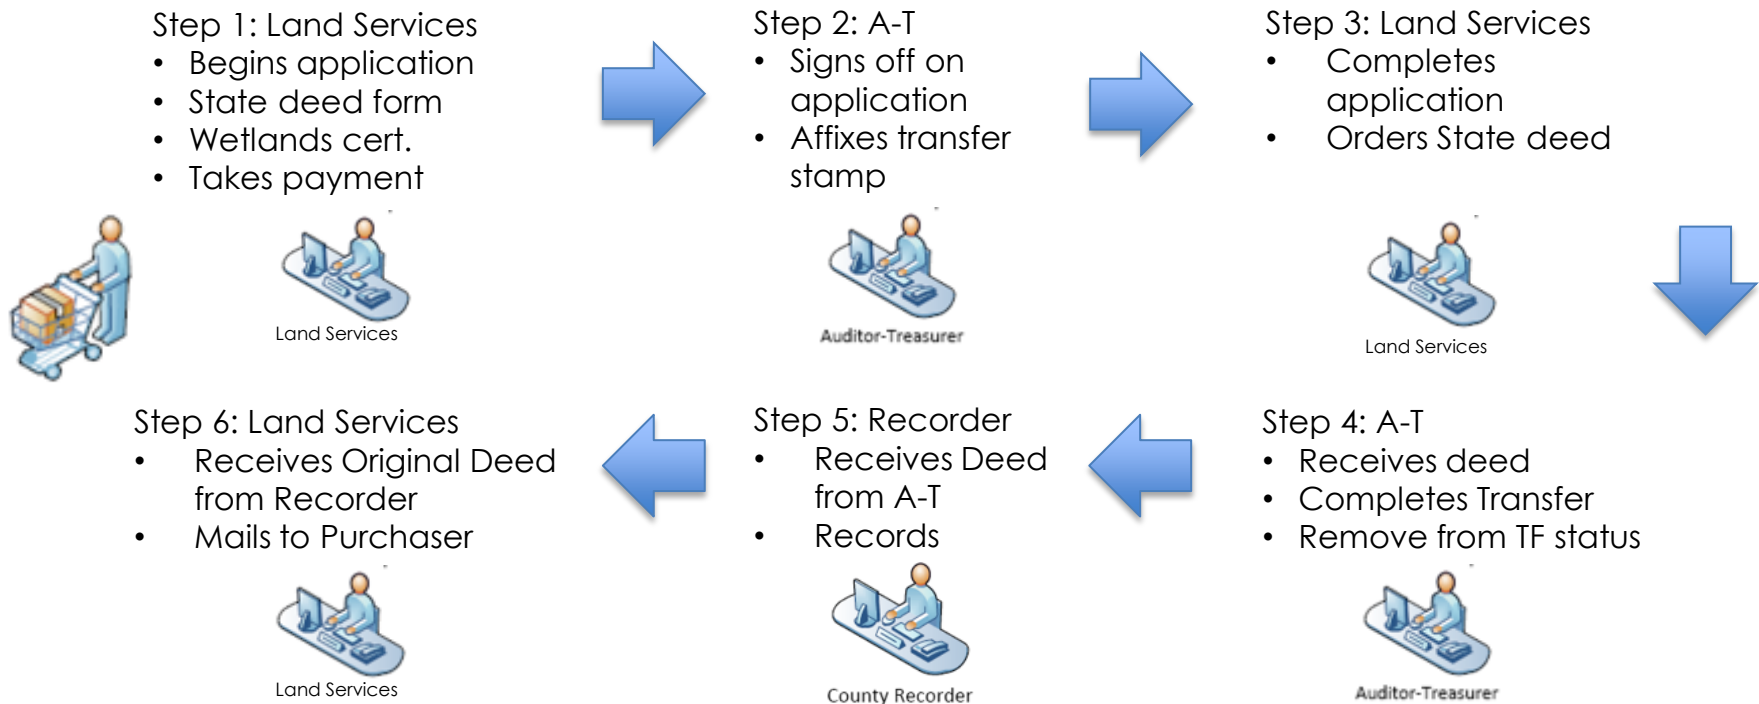 Step 1: Land Services
• Begins application
• State deed form
• Wetlands cert.
• Takes payment
Land Services
Step 2: A-T
• Signs off on
application
• Affixes transfer
stamp
Auditor-Treasurer
Step 3: Land Services
• Completes
application
• Orders State deed
Land Services
Step 4: A-T
• Receives deed
• Completes Transfer
• Remove from TF status
Auditor-Treasurer
Step 5: Recorder
• Receives Deed
from A-T
• Records
County Recorder
Step 6: Land Services
• Receives Original Deed
from Recorder
• Mails to Purchaser
Land Services